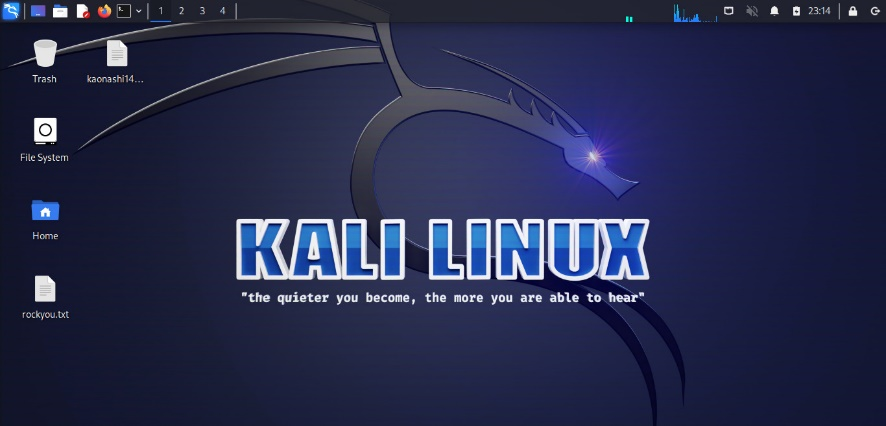 1 2 3 4 23:14
Trash kaonashi14...
File System
Home
KALI LINUX
"the quieter you become, the more you are able to hear"
rockyou.txt